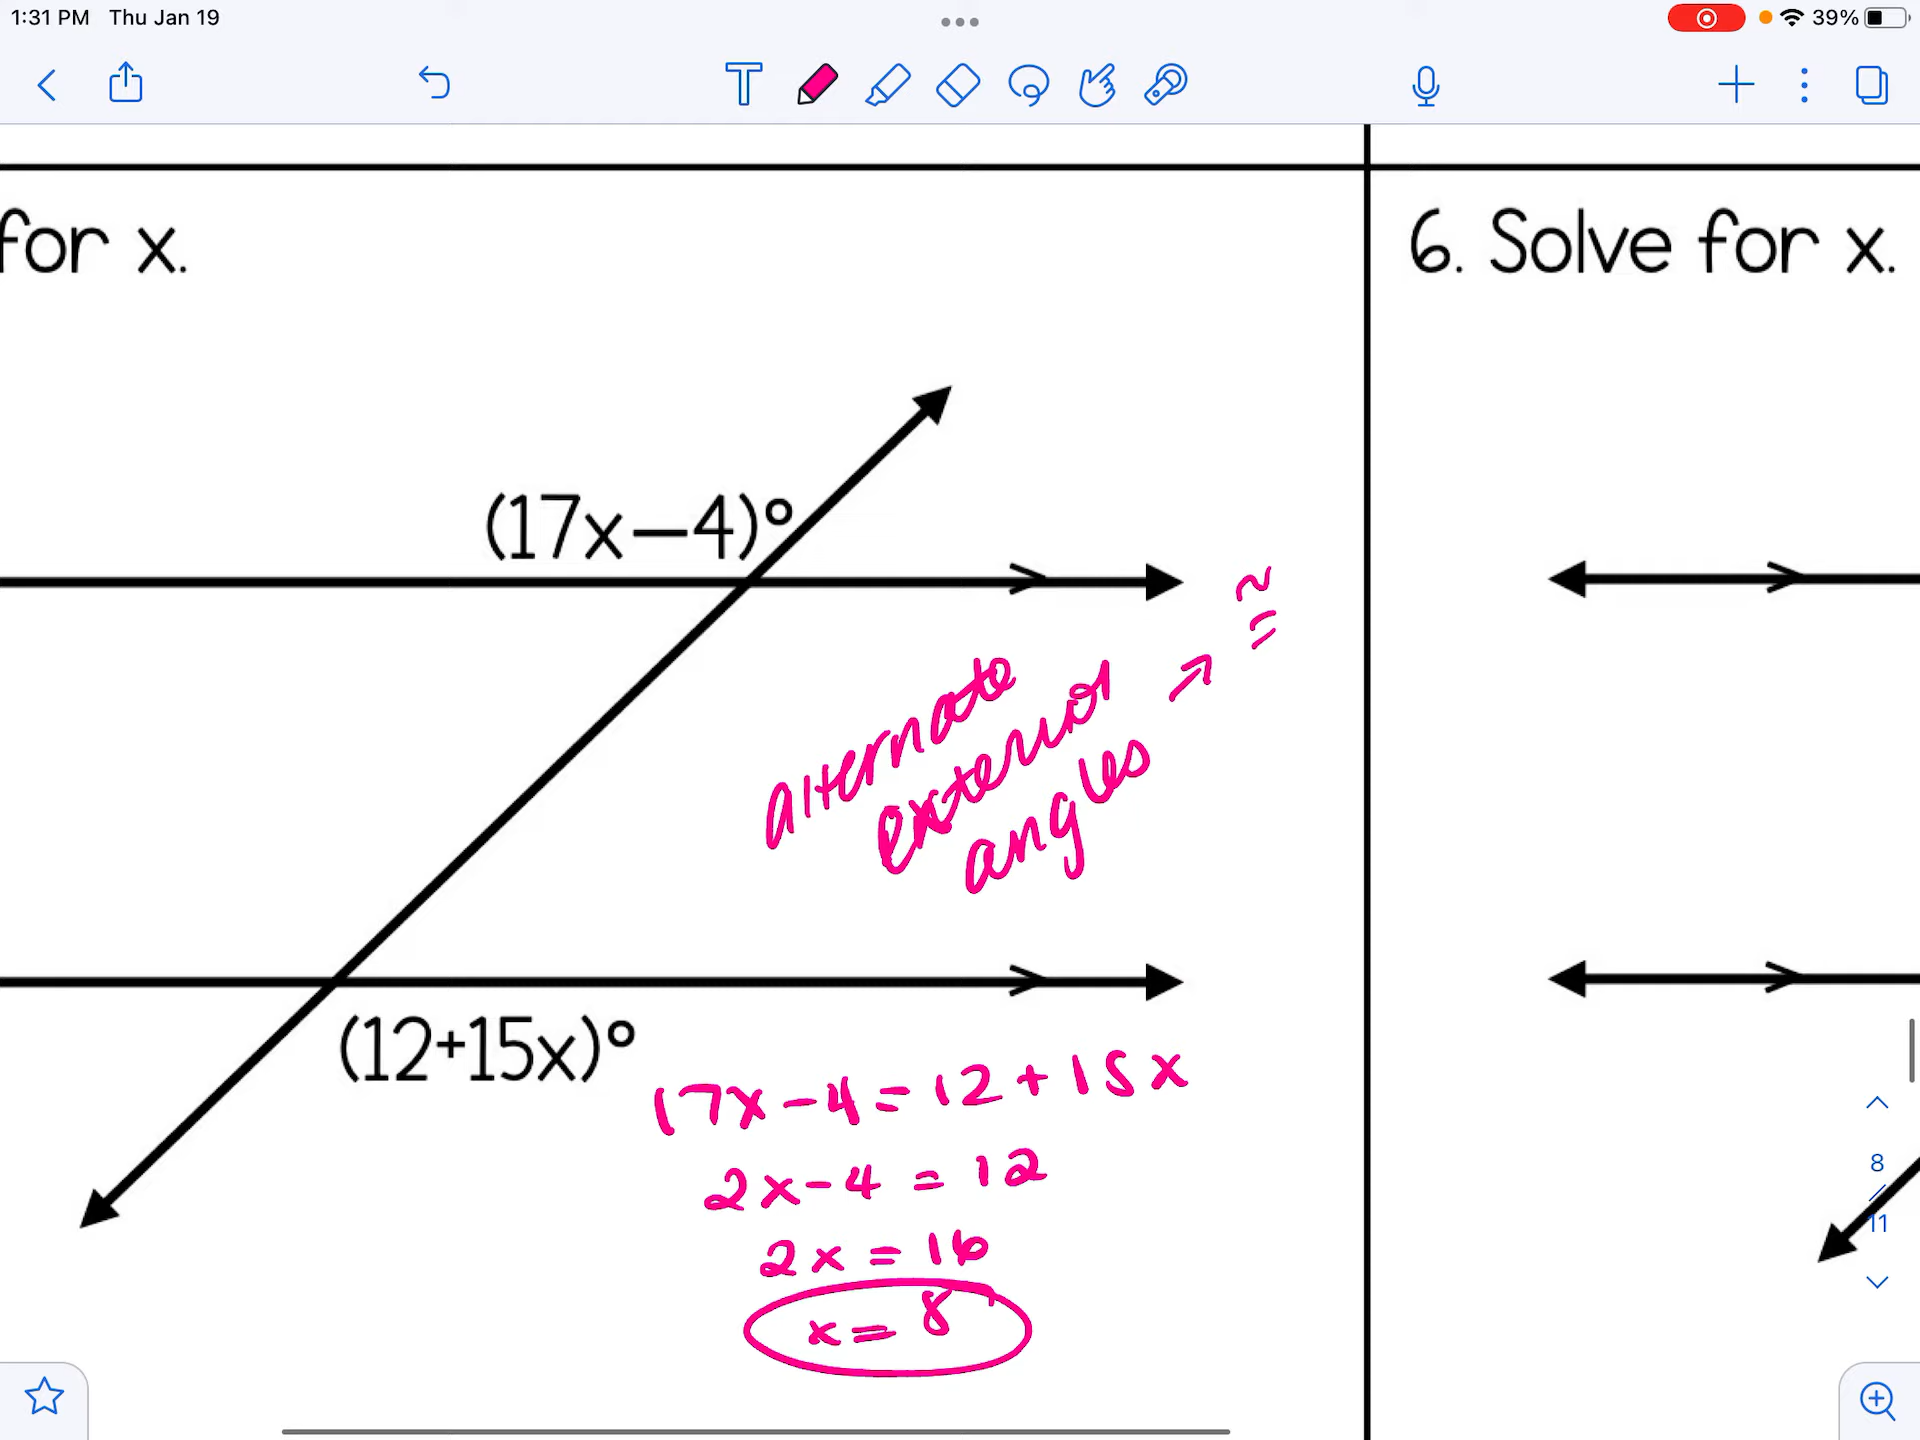 1:31 PM Thu Jan 19
39%
for x.
6. Solve for x.
(17x–4)°
alternate
exterior
angles → ≅
(12+15x)°
17x-4=12+15x
2x-4=12
2x=16
x=8
8
/
11